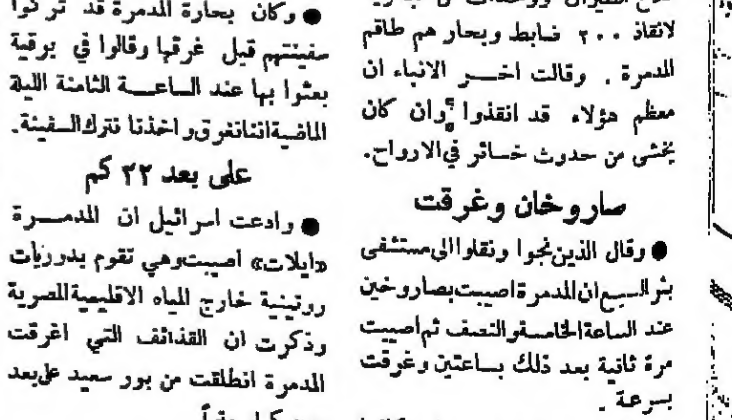 لانقاذ ٢٠٠ ضابط وبحار هم طاقم
المدمرة . وقالت اخـــر الانباء ان
معظم هؤلاء قد انقذوا وان كان
يخشى من حدوث خسائر في الارواح.
صاروخان وغرقت
● وقال الذين نجوا ونقلوا الى مستشفى
بئر السبع ان المدمرة اصيبت بصاروخين
عند الساعة الخامسة والنصف ثم اصيبت
مرة ثانية بعد ذلك بساعتين وغرقت
بسرعة .
● وكان بحارة المدمرة قد تركوا
سفينتهم قبل غرقها وقالوا في برقية
بعثوا بها عند الساعـــة الثامنة الليلة
الماضية اننا نغرق واخذنا نترك السفينة.
على بعد ٢٢ كم
● وادعت اسرائيل ان المدمـــرة
«ايلات» اصيبت وهي تقوم بدوريات
روتينية خارج المياه الاقليمية المصرية
وذكرت ان القذائف التي اغرقت
المدمرة انطلقت من بور سعيد على بعد